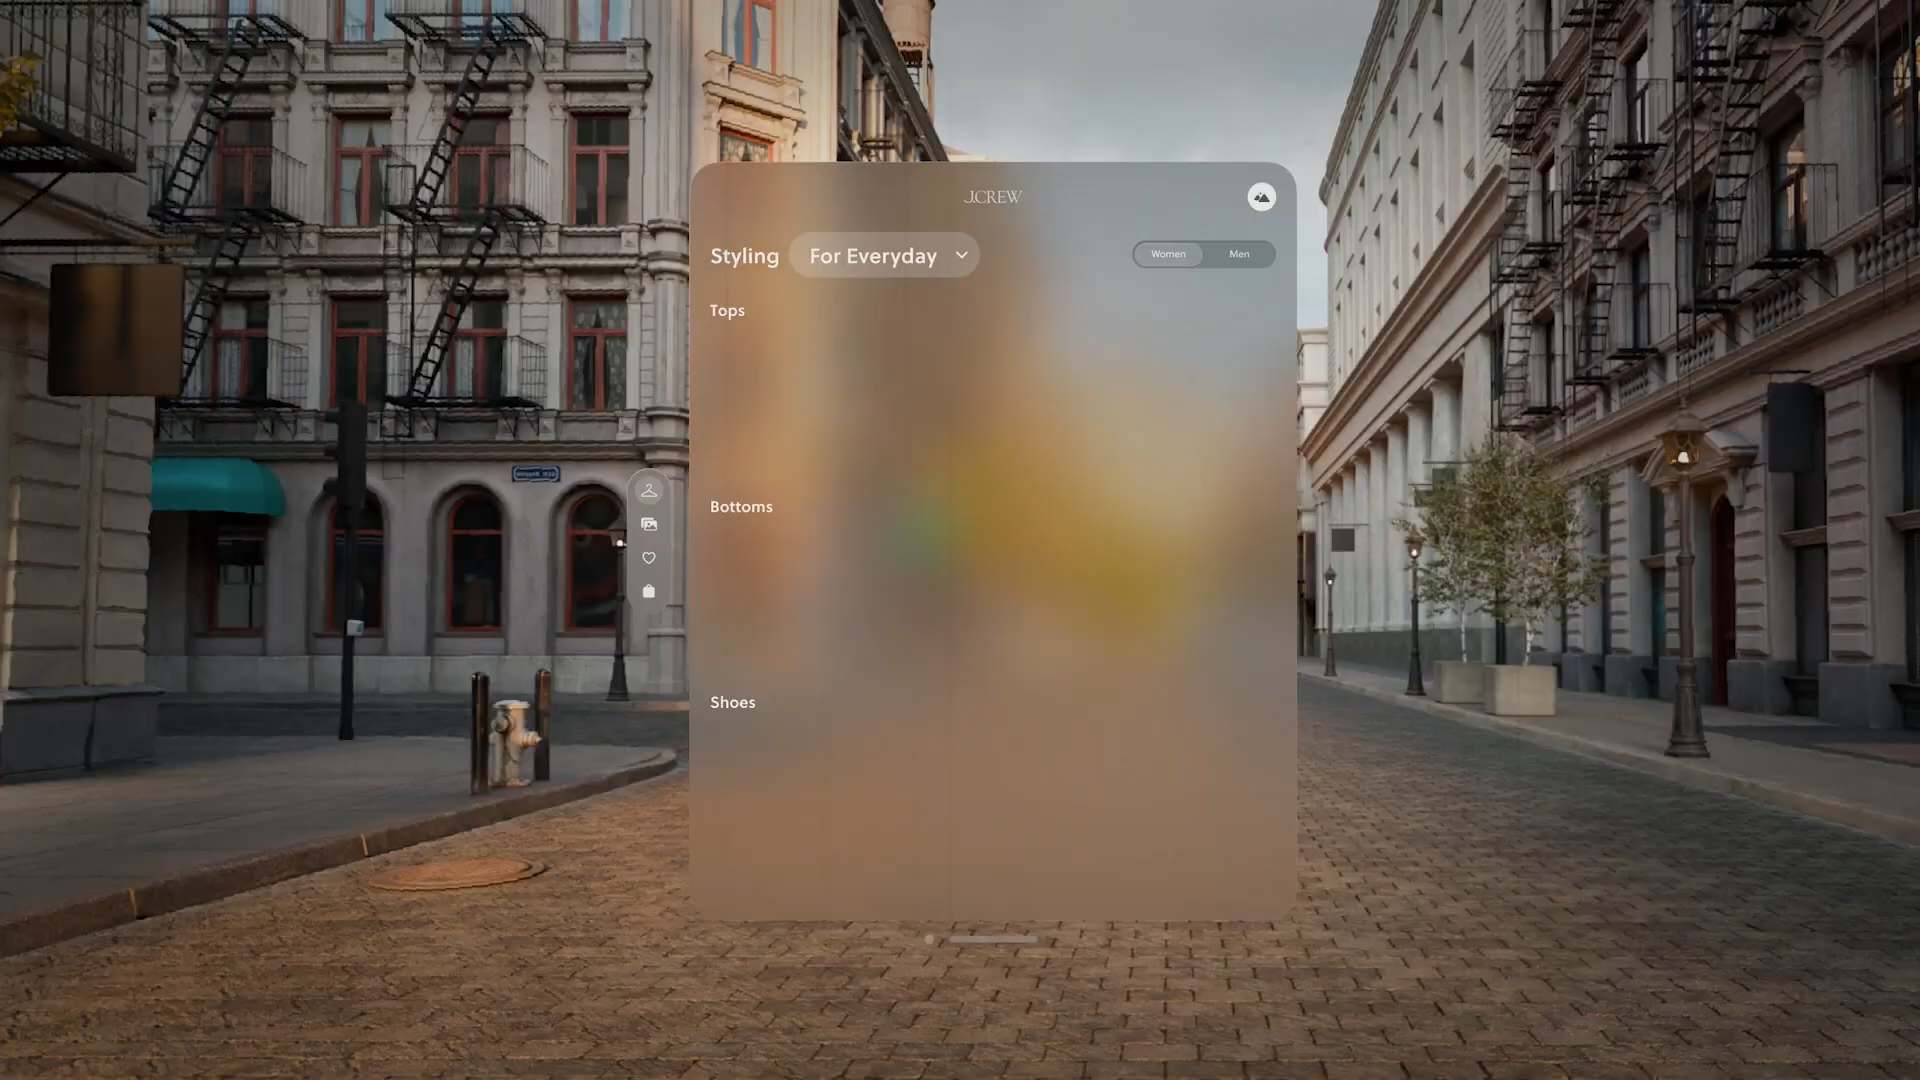 J.CREW
Styling
For Everyday
Women
Men
Tops
Bottoms
Shoes